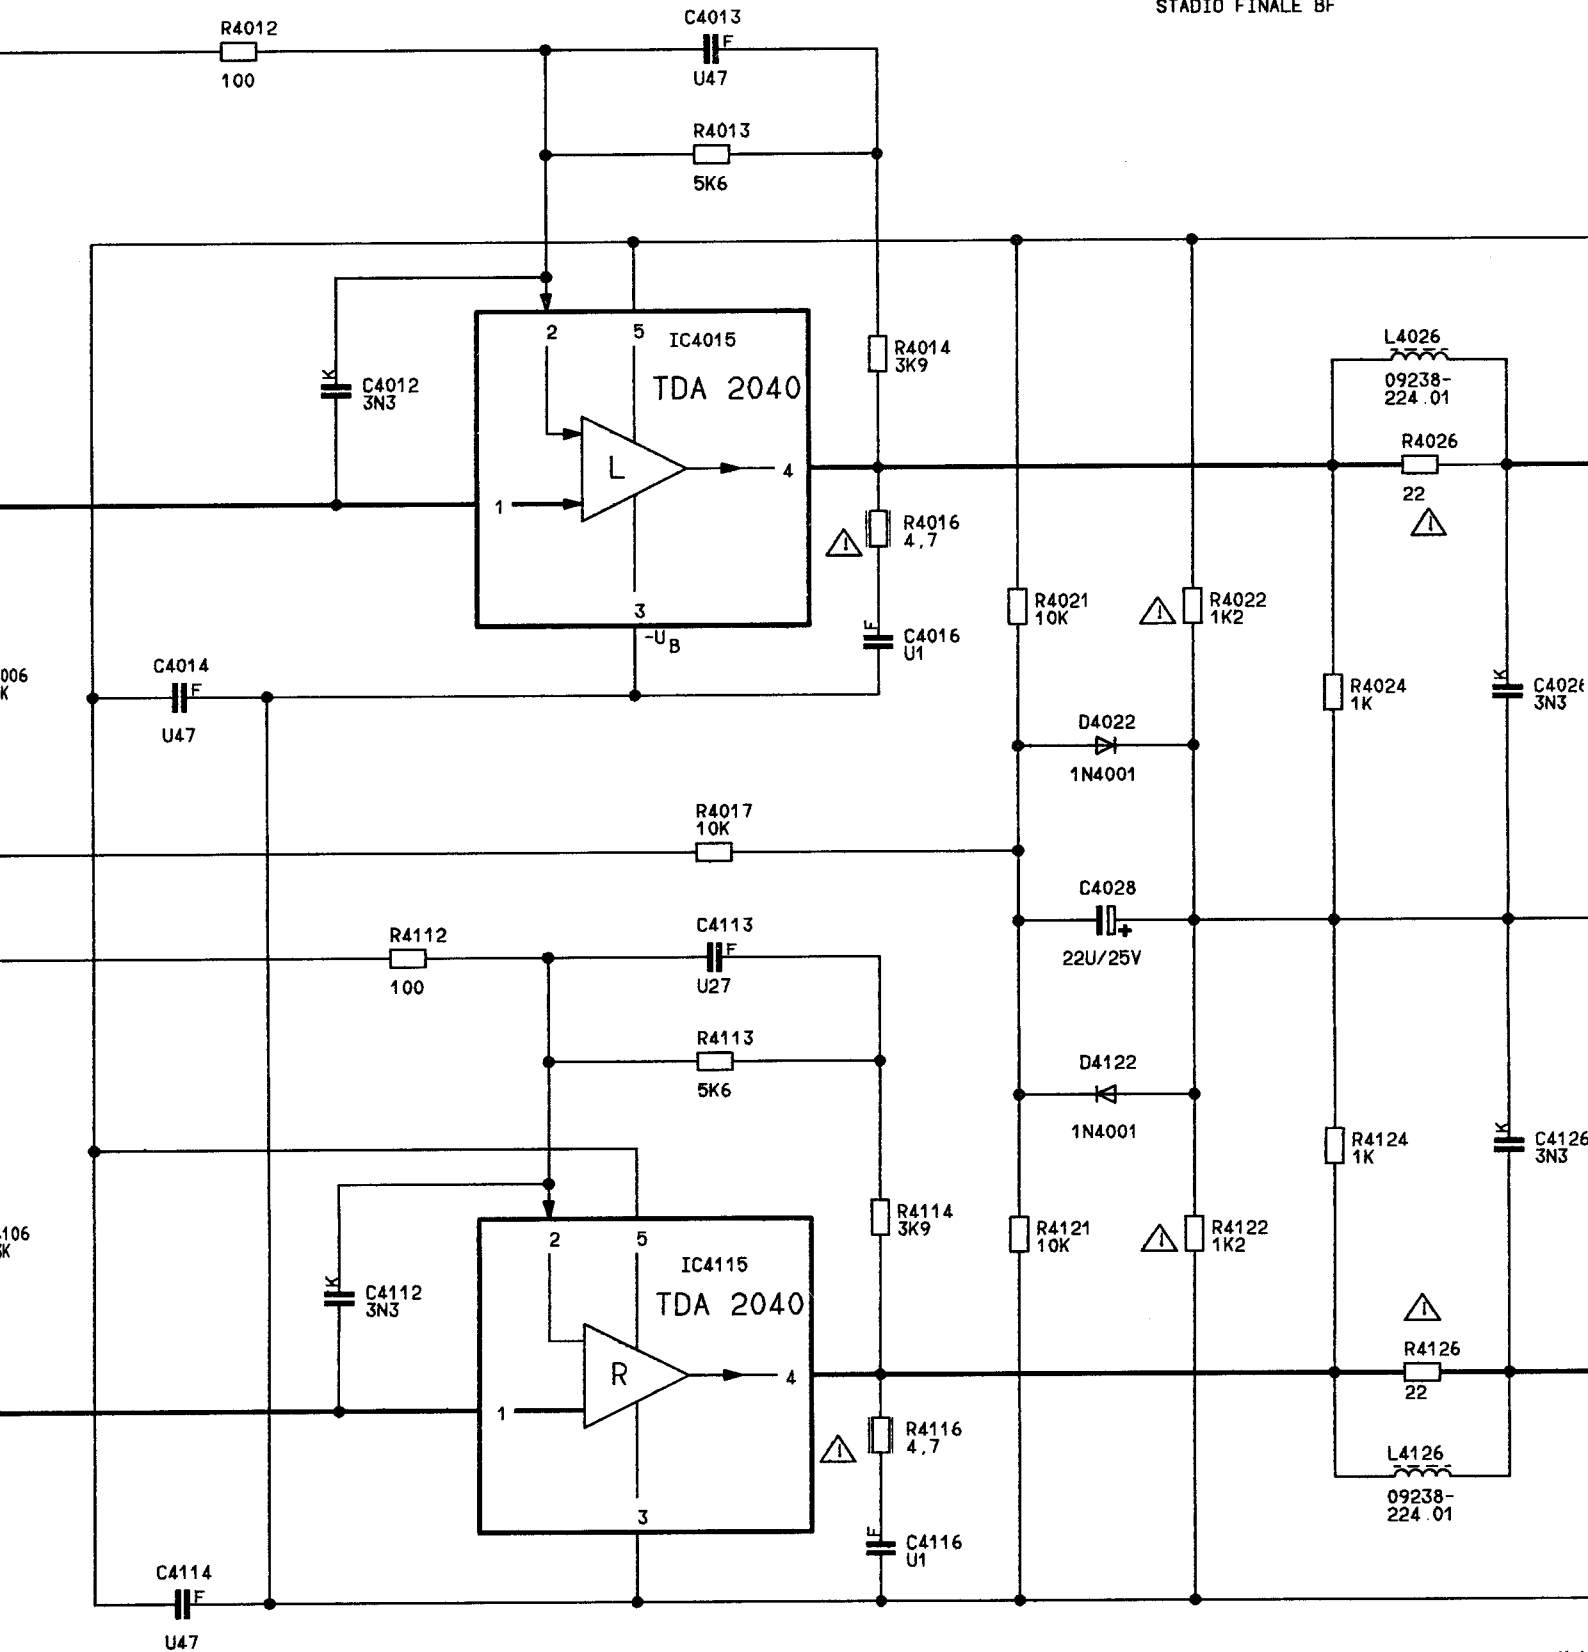 STADIO FINALE BF
R4012
100
C4013
F
U47
R4013
5K6
2
5
IC4015
TDA 2040
L
1
4
3
-UB
K
C4012
3N3
R4014
3K9
R4016
4,7
F
C4016
U1
L4026
09238-
224.01
R4026
22
R4021
10K
R4022
1K2
006
K
C4014
F
U47
R4024
1K
K
3N3
D4022
1N4001
R4017
10K
C4028
+
22U/25V
R4112
100
C4113
F
U27
R4113
5K6
D4122
1N4001
R4124
1K
K
C4126
3N3
106
K
C4112
3N3
2
5
IC4115
TDA 2040
R
1
4
3
R4114
3K9
R4121
10K
R4122
1K2
R4126
22
R4116
4,7
L4126
09238-
224.01
F
C4116
U1
C4114
F
U47